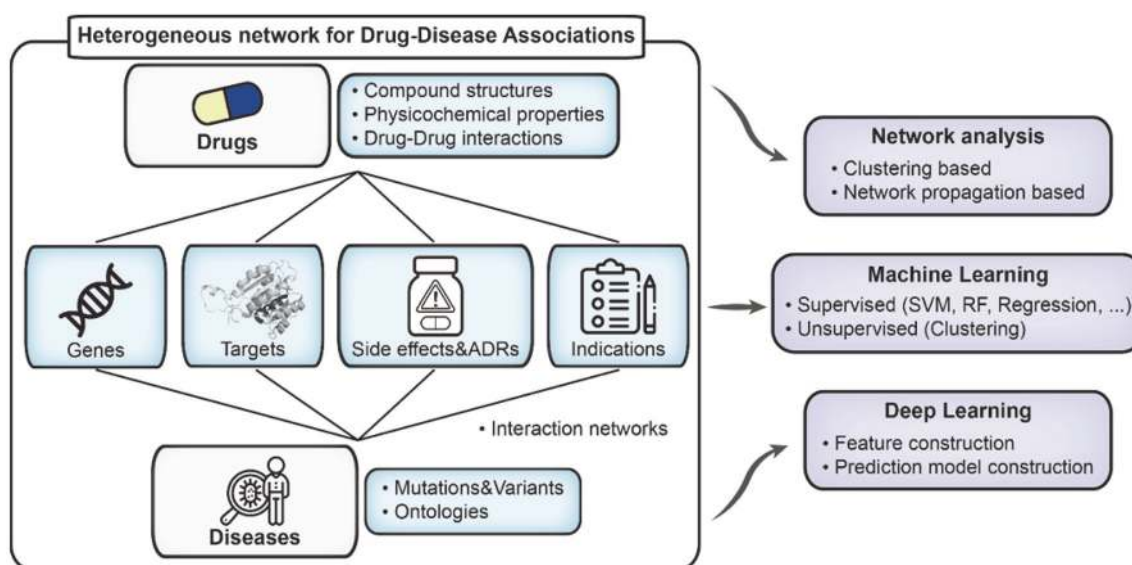 Heterogeneous network for Drug-Disease Associations
Drugs
• Compound structures
• Physicochemical properties
• Drug-Drug interactions
Genes
Targets
Side effects&ADRs
Indications
• Interaction networks
Diseases
• Mutations&Variants
• Ontologies
Network analysis
• Clustering based
• Network propagation based
Machine Learning
• Supervised (SVM, RF, Regression, ...)
• Unsupervised (Clustering)
Deep Learning
• Feature construction
• Prediction model construction